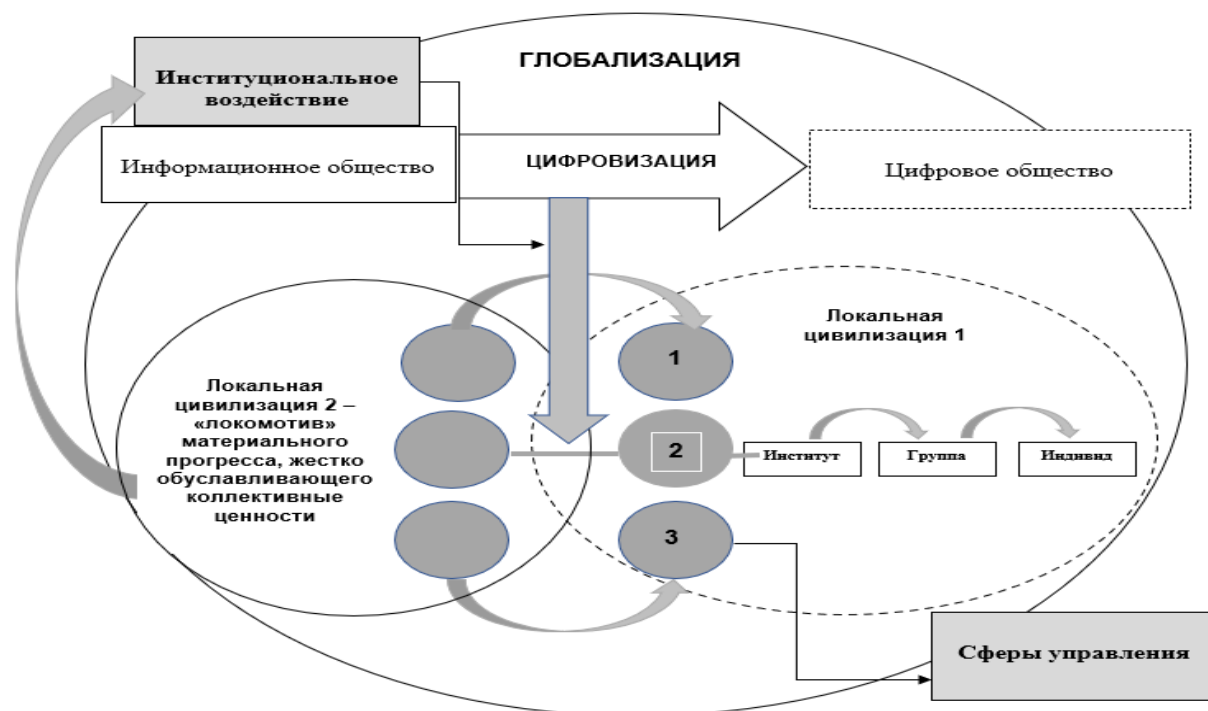 ГЛОБАЛИЗАЦИЯ
Институциональное
воздействие
Информационное общество
ЦИФРОВИЗАЦИЯ
Цифровое общество
Локальная
цивилизация 1
1
Локальная
цивилизация 2 –
«локомотив»
материального
прогресса, жестко
обуславливающего
коллективные
ценности
2
Институт
Группа
Индивид
3
Сферы управления